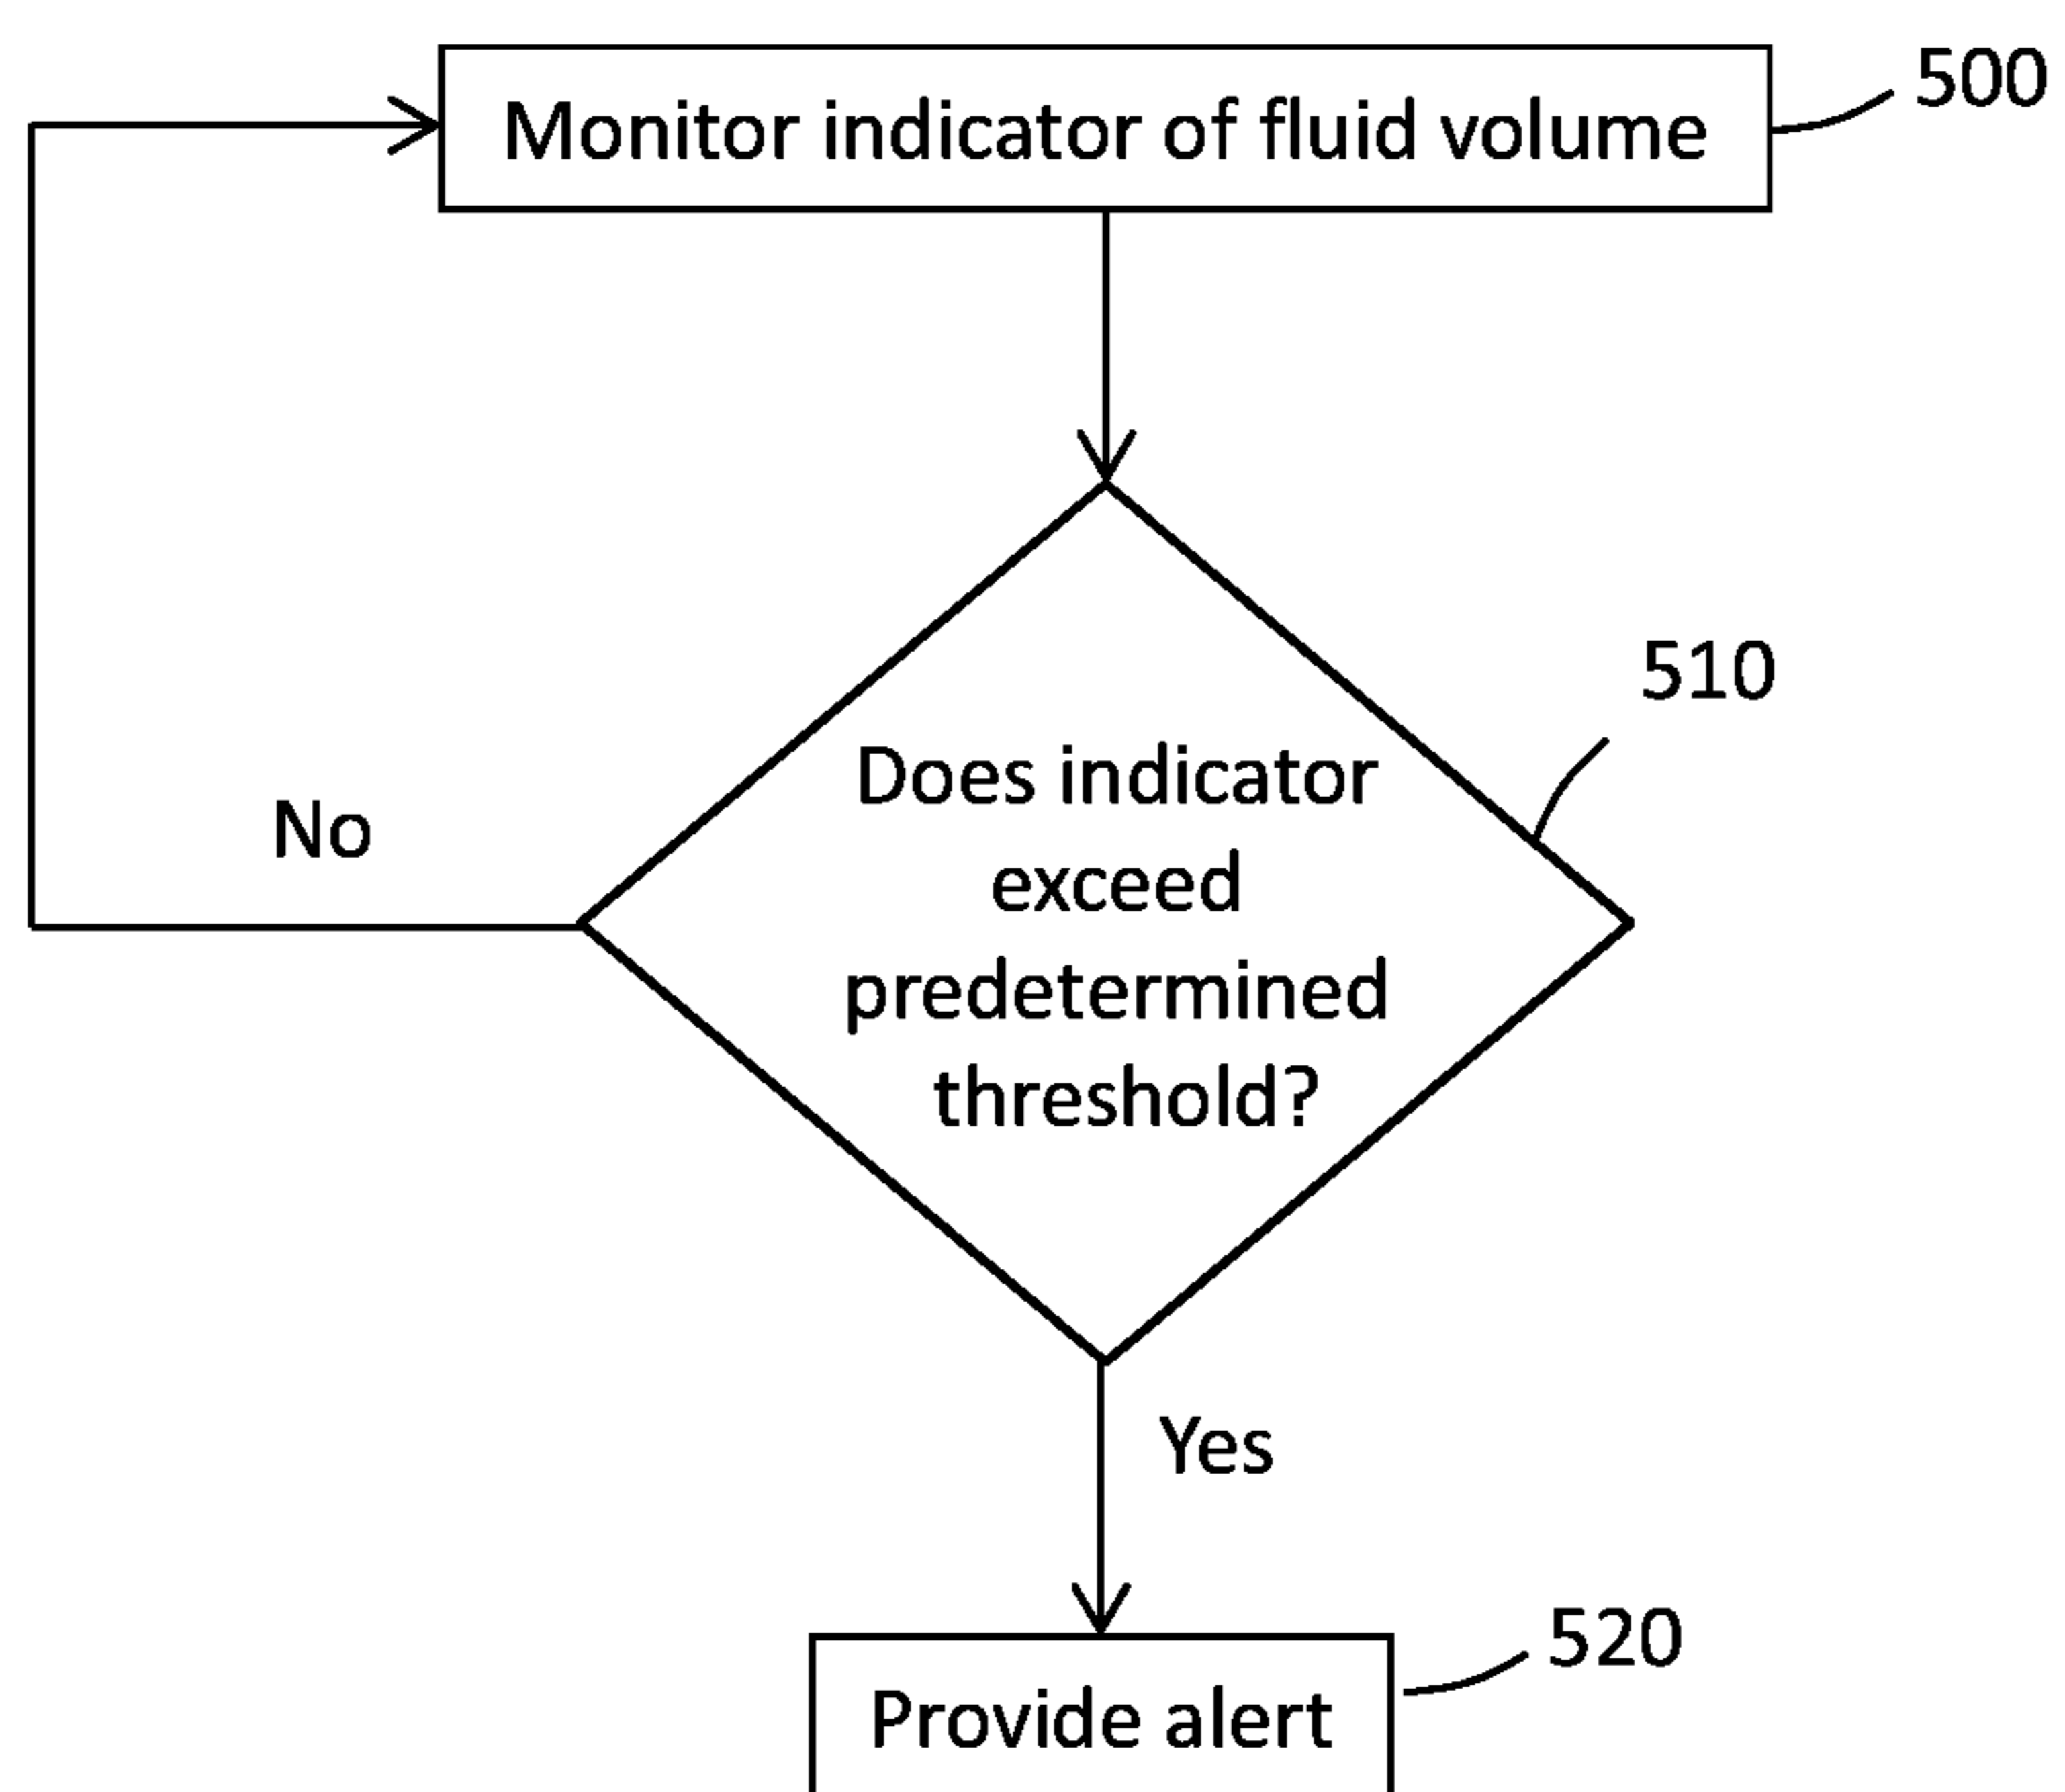 Monitor indicator of fluid volume
500
510
Does indicator
exceed
predetermined
threshold?
No
Yes
520
Provide alert